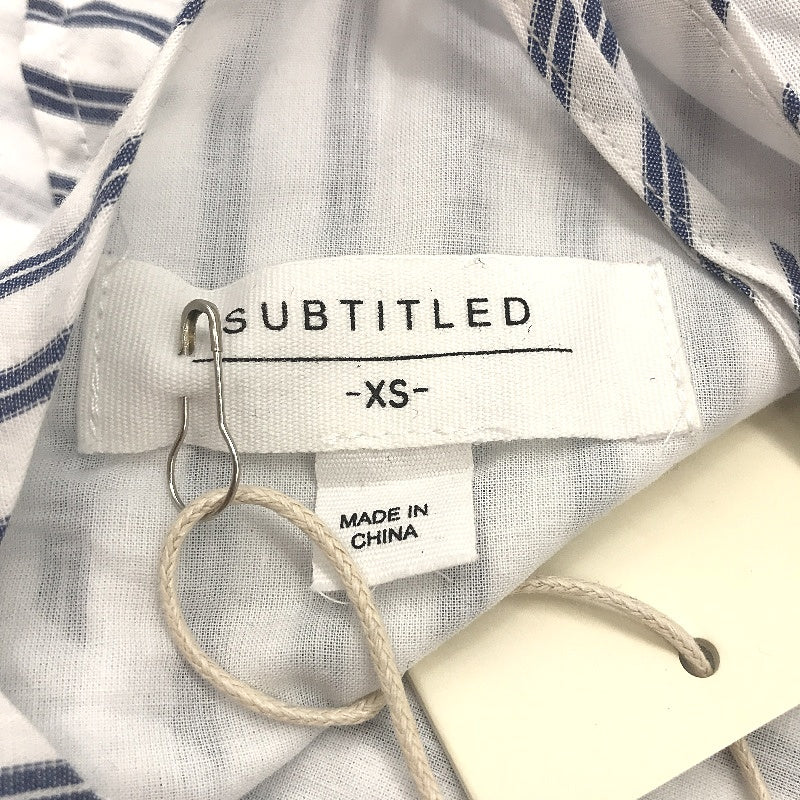 SUBTITLED
-XS-
MADE IN
CHINA